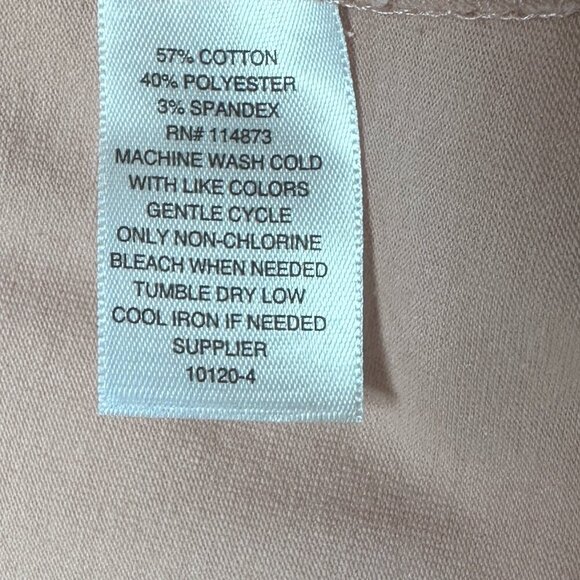 57% COTTON
40% POLYESTER
3% SPANDEX
RN# 114873
MACHINE WASH COLD
WITH LIKE COLORS
GENTLE CYCLE
ONLY NON-CHLORINE
BLEACH WHEN NEEDED
TUMBLE DRY LOW
COOL IRON IF NEEDED
SUPPLIER
10120-4